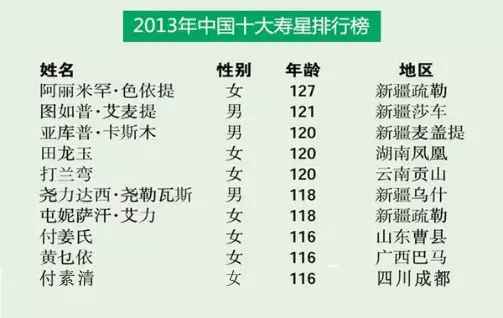 2013年中国十大寿星排行榜
姓名 性别 年龄 地区
阿丽米罕·色依提 女 127 新疆疏勒
图如普·艾麦提 男 121 新疆莎车
亚库普·卡斯木 男 120 新疆麦盖提
田龙玉 女 120 湖南凤凰
打兰弯 女 120 云南贡山
尧力达西·尧勒瓦斯 男 118 新疆乌什
屯妮萨汗·艾力 女 118 新疆疏勒
付姜氏 女 116 山东曹县
黄乜依 女 116 广西巴马
付素清 女 116 四川成都